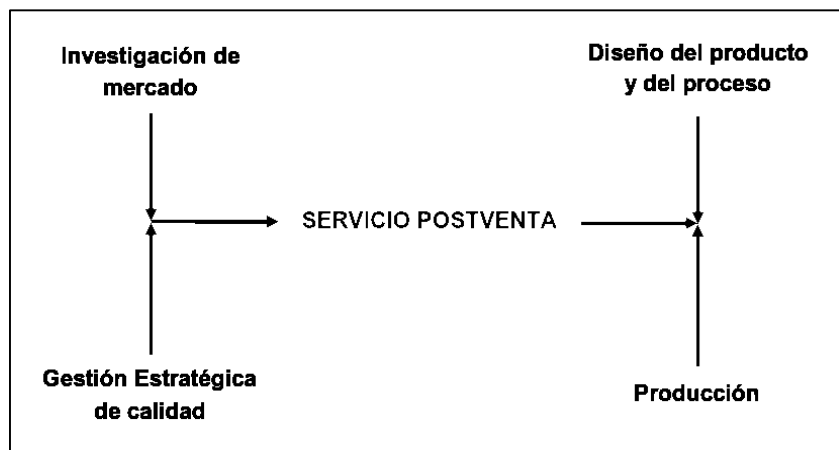 Investigación de
mercado
Diseño del producto
y del proceso
SERVICIO POSTVENTA
Gestión Estratégica
de calidad
Producción